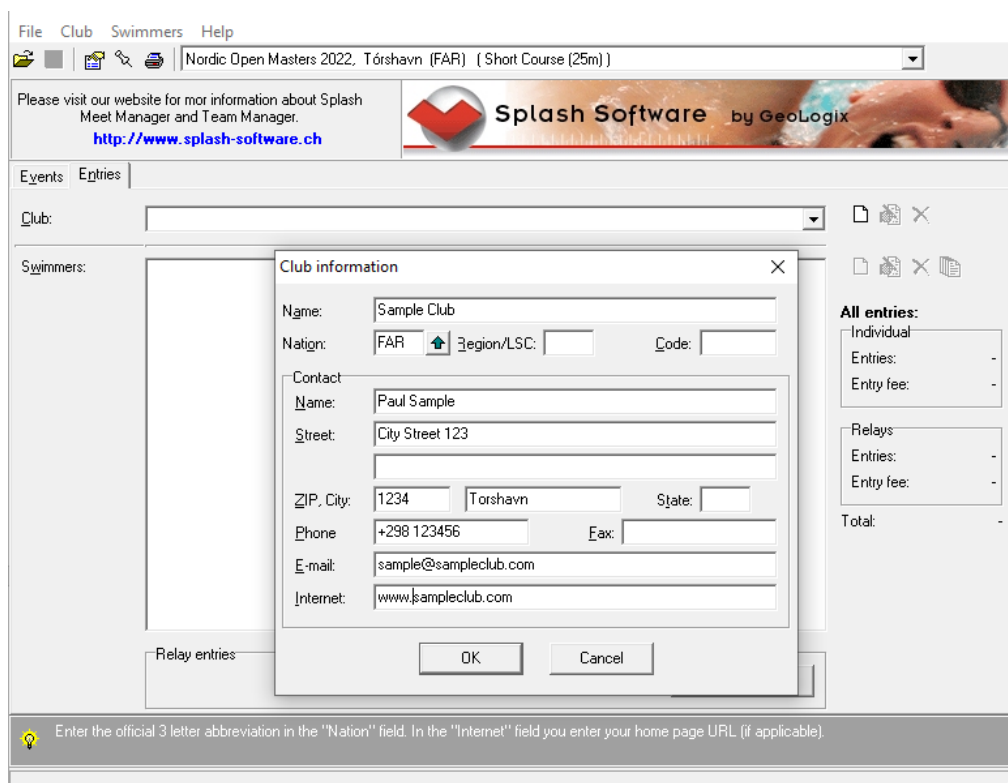 File Club Swimmers Help
Nordic Open Masters 2022, Tórshavn (FAR) ( Short Course (25m) )
Please visit our website for mor information about Splash
Meet Manager and Team Manager.
http://www.splash-software.ch
Splash Software by GeoLogix
Events Entries
Club:
Swimmers:
Club information
Name: Sample Club
Nation: FAR Region/LSC: Code:
Contact
Name: Paul Sample
Street: City Street 123
ZIP, City: 1234 Torshavn State:
Phone +298 123456 Fax:
E-mail: sample@sampleclub.com
Internet: www.sampleclub.com
OK Cancel
All entries:
Individual
Entries: -
Entry fee: -
Relays
Entries: -
Entry fee: -
Total: -
Relay entries
Enter the official 3 letter abbreviation in the "Nation" field. In the "Internet" field you enter your home page URL (if applicable).